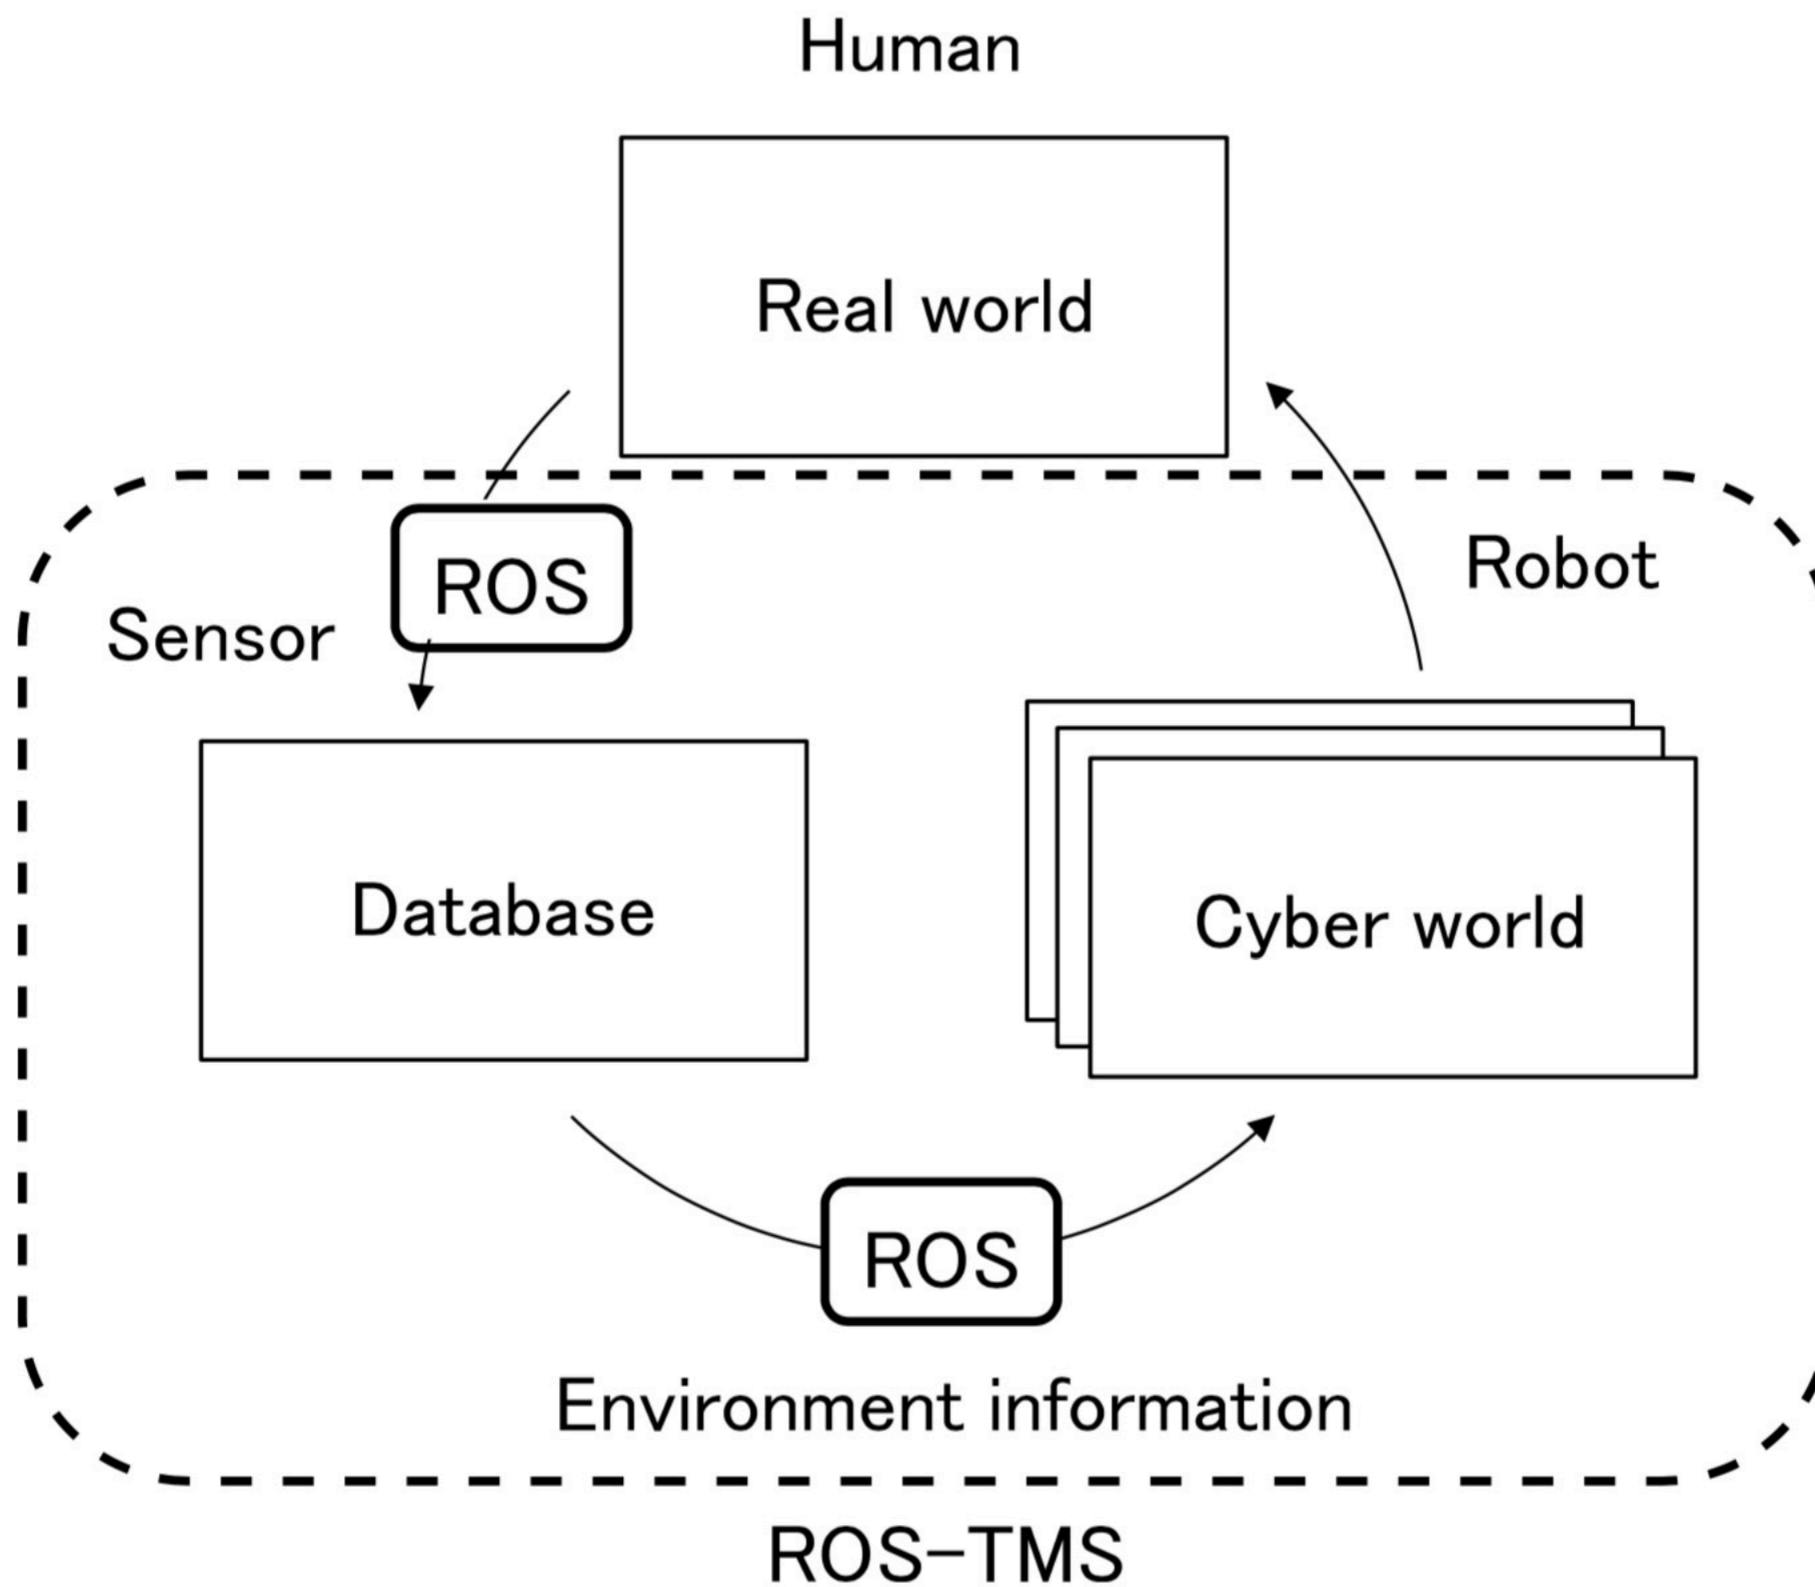 Human
Real world
ROS
Robot
Sensor
Database
Cyber world
ROS
Environment information
ROS-TMS